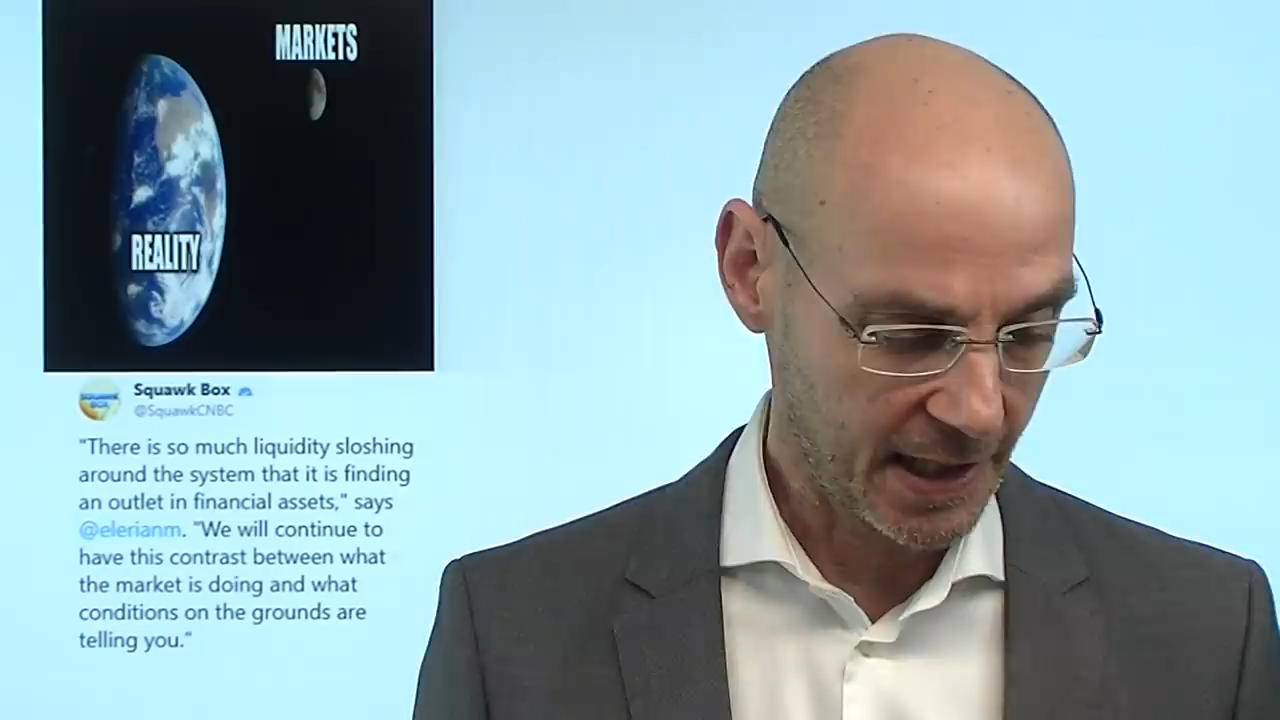 MARKETS
REALITY
Squawk Box
@SquawkCNBC
"There is so much liquidity sloshing
around the system that it is finding
an outlet in financial assets," says
@elerianm. "We will continue to
have this contrast between what
the market is doing and what
conditions on the grounds are
telling you."